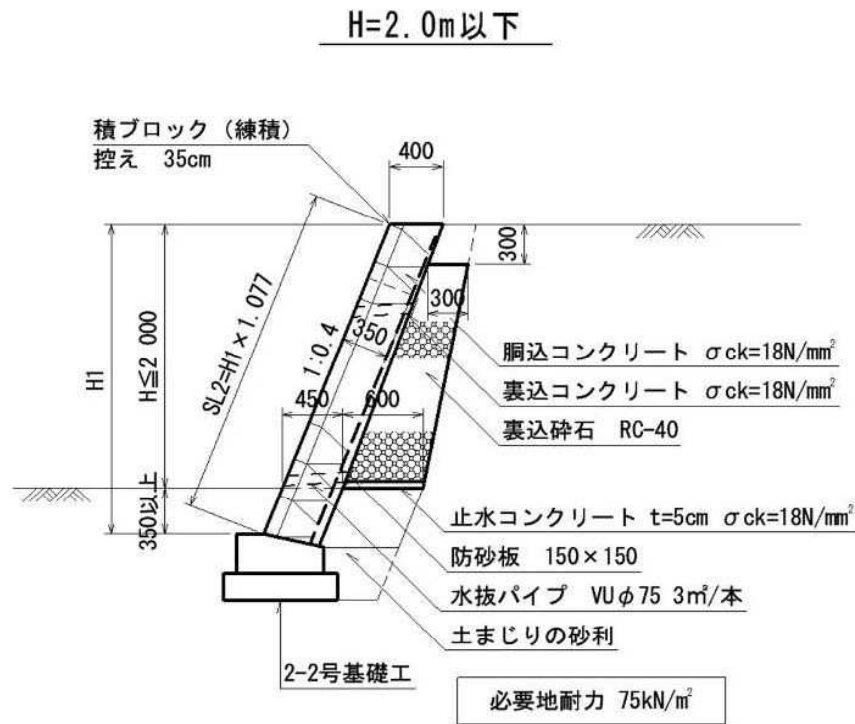 H=2.0m以下
積ブロック（練積）
控え 35cm
400
300
300
H1
H≦2 000
SL2=H1×1.077
1:0.4
350
450
600
350以上
胴込コンクリート σck=18N/mm²
裏込コンクリート σck=18N/mm²
裏込砕石 RC-40
止水コンクリート t=5cm σck=18N/mm²
防砂板 150×150
水抜パイプ VUφ75 3㎡/本
土まじりの砂利
2-2号基礎工
必要地耐力 75kN/㎡